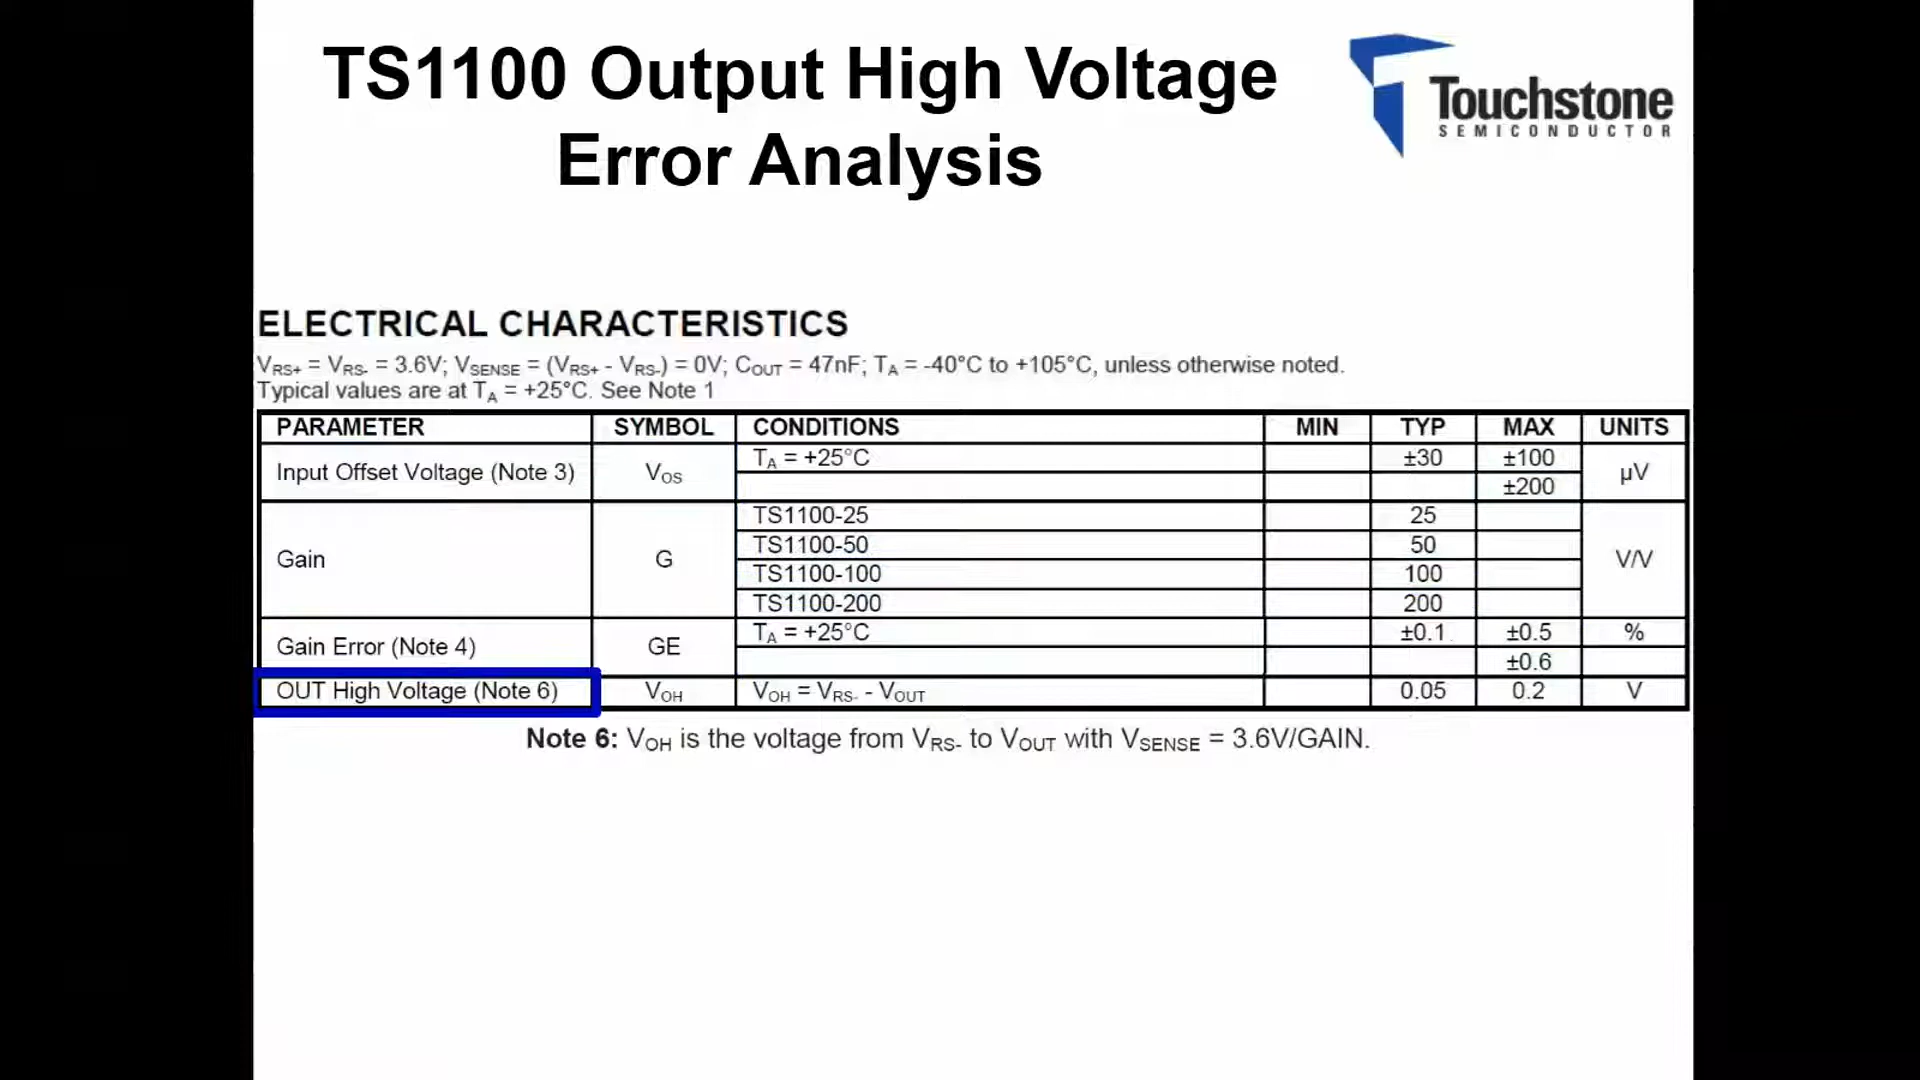 TS1100 Output High Voltage
Error Analysis
Touchstone
SEMICONDUCTOR
ELECTRICAL CHARACTERISTICS
VRS+ = VRS- = 3.6V; VSENSE = (VRS+ - VRS-) = 0V; COUT = 47nF; TA = -40°C to +105°C, unless otherwise noted.
Typical values are at TA = +25°C. See Note 1
PARAMETER SYMBOL CONDITIONS MIN TYP MAX UNITS
Input Offset Voltage (Note 3) VOS TA = +25°C ±30 ±100 µV
±200
Gain G TS1100-25 25 V/V
TS1100-50 50
TS1100-100 100
TS1100-200 200
Gain Error (Note 4) GE TA = +25°C ±0.1 ±0.5 %
±0.6
OUT High Voltage (Note 6) VOH VOH = VRS- - VOUT 0.05 0.2 V
Note 6: VOH is the voltage from VRS- to VOUT with VSENSE = 3.6V/GAIN.